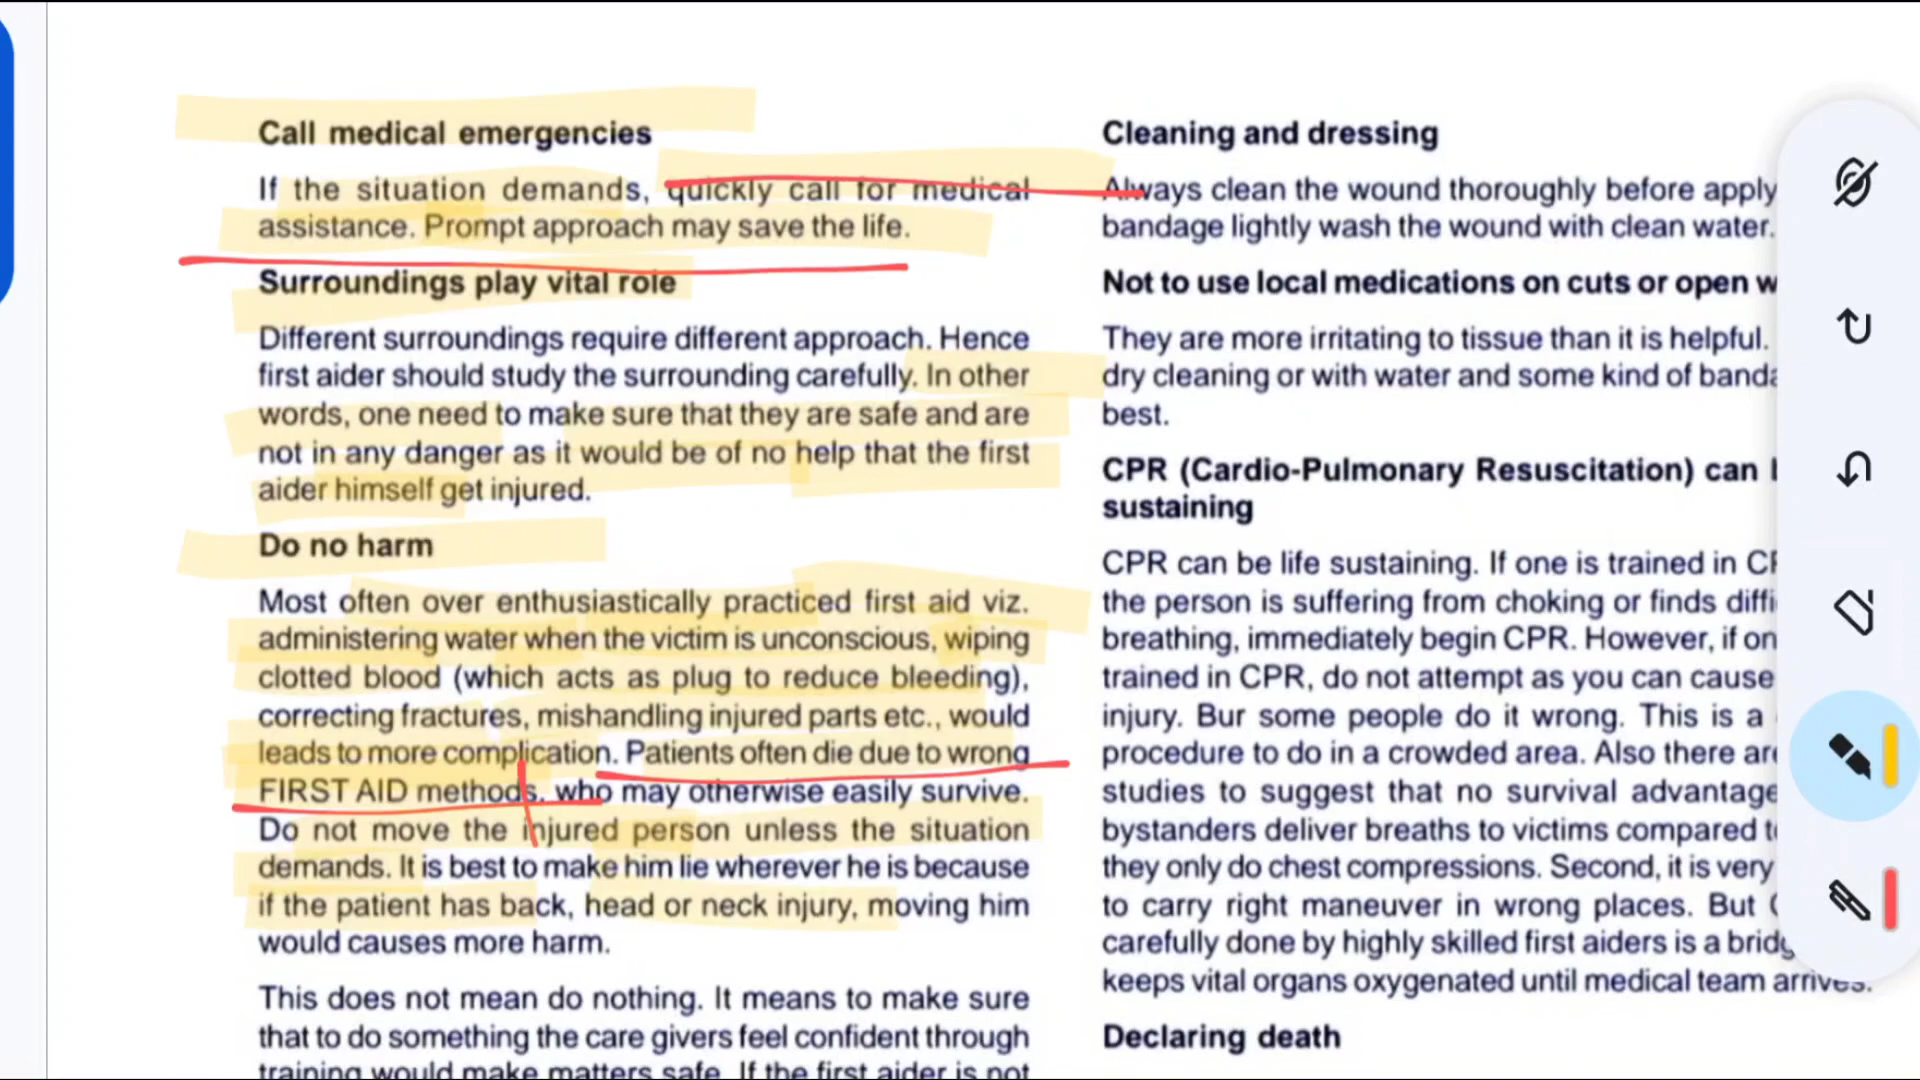 Call medical emergencies
If the situation demands, quickly call for medical
assistance. Prompt approach may save the life.
Surroundings play vital role
Different surroundings require different approach. Hence
first aider should study the surrounding carefully. In other
words, one need to make sure that they are safe and are
not in any danger as it would be of no help that the first
aider himself get injured.
Do no harm
Most often over enthusiastically practiced first aid viz.
administering water when the victim is unconscious, wiping
clotted blood (which acts as plug to reduce bleeding),
correcting fractures, mishandling injured parts etc., would
leads to more complication. Patients often die due to wrong
FIRST AID methods, who may otherwise easily survive.
Do not move the injured person unless the situation
demands. It is best to make him lie wherever he is because
if the patient has back, head or neck injury, moving him
would causes more harm.
This does not mean do nothing. It means to make sure
that to do something the care givers feel confident through
training would make matters safe. If the first aider is not
Cleaning and dressing
Always clean the wound thoroughly before apply
bandage lightly wash the wound with clean water.
Not to use local medications on cuts or open
They are more irritating to tissue than it is helpful.
dry cleaning or with water and some kind of
best.
CPR (Cardio-Pulmonary Resuscitation) can
sustaining
CPR can be life sustaining. If one is trained in
the person is suffering from choking or finds
breathing, immediately begin CPR. However, if
trained in CPR, do not attempt as you can cause
injury. Bur some people do it wrong. This is a
procedure to do in a crowded area. Also there
studies to suggest that no survival advantage
bystanders deliver breaths to victims compared
they only do chest compressions. Second, it is very
to carry right maneuver in wrong places. But
carefully done by highly skilled first aiders is a
keeps vital organs oxygenated until medical team arrives.
Declaring death